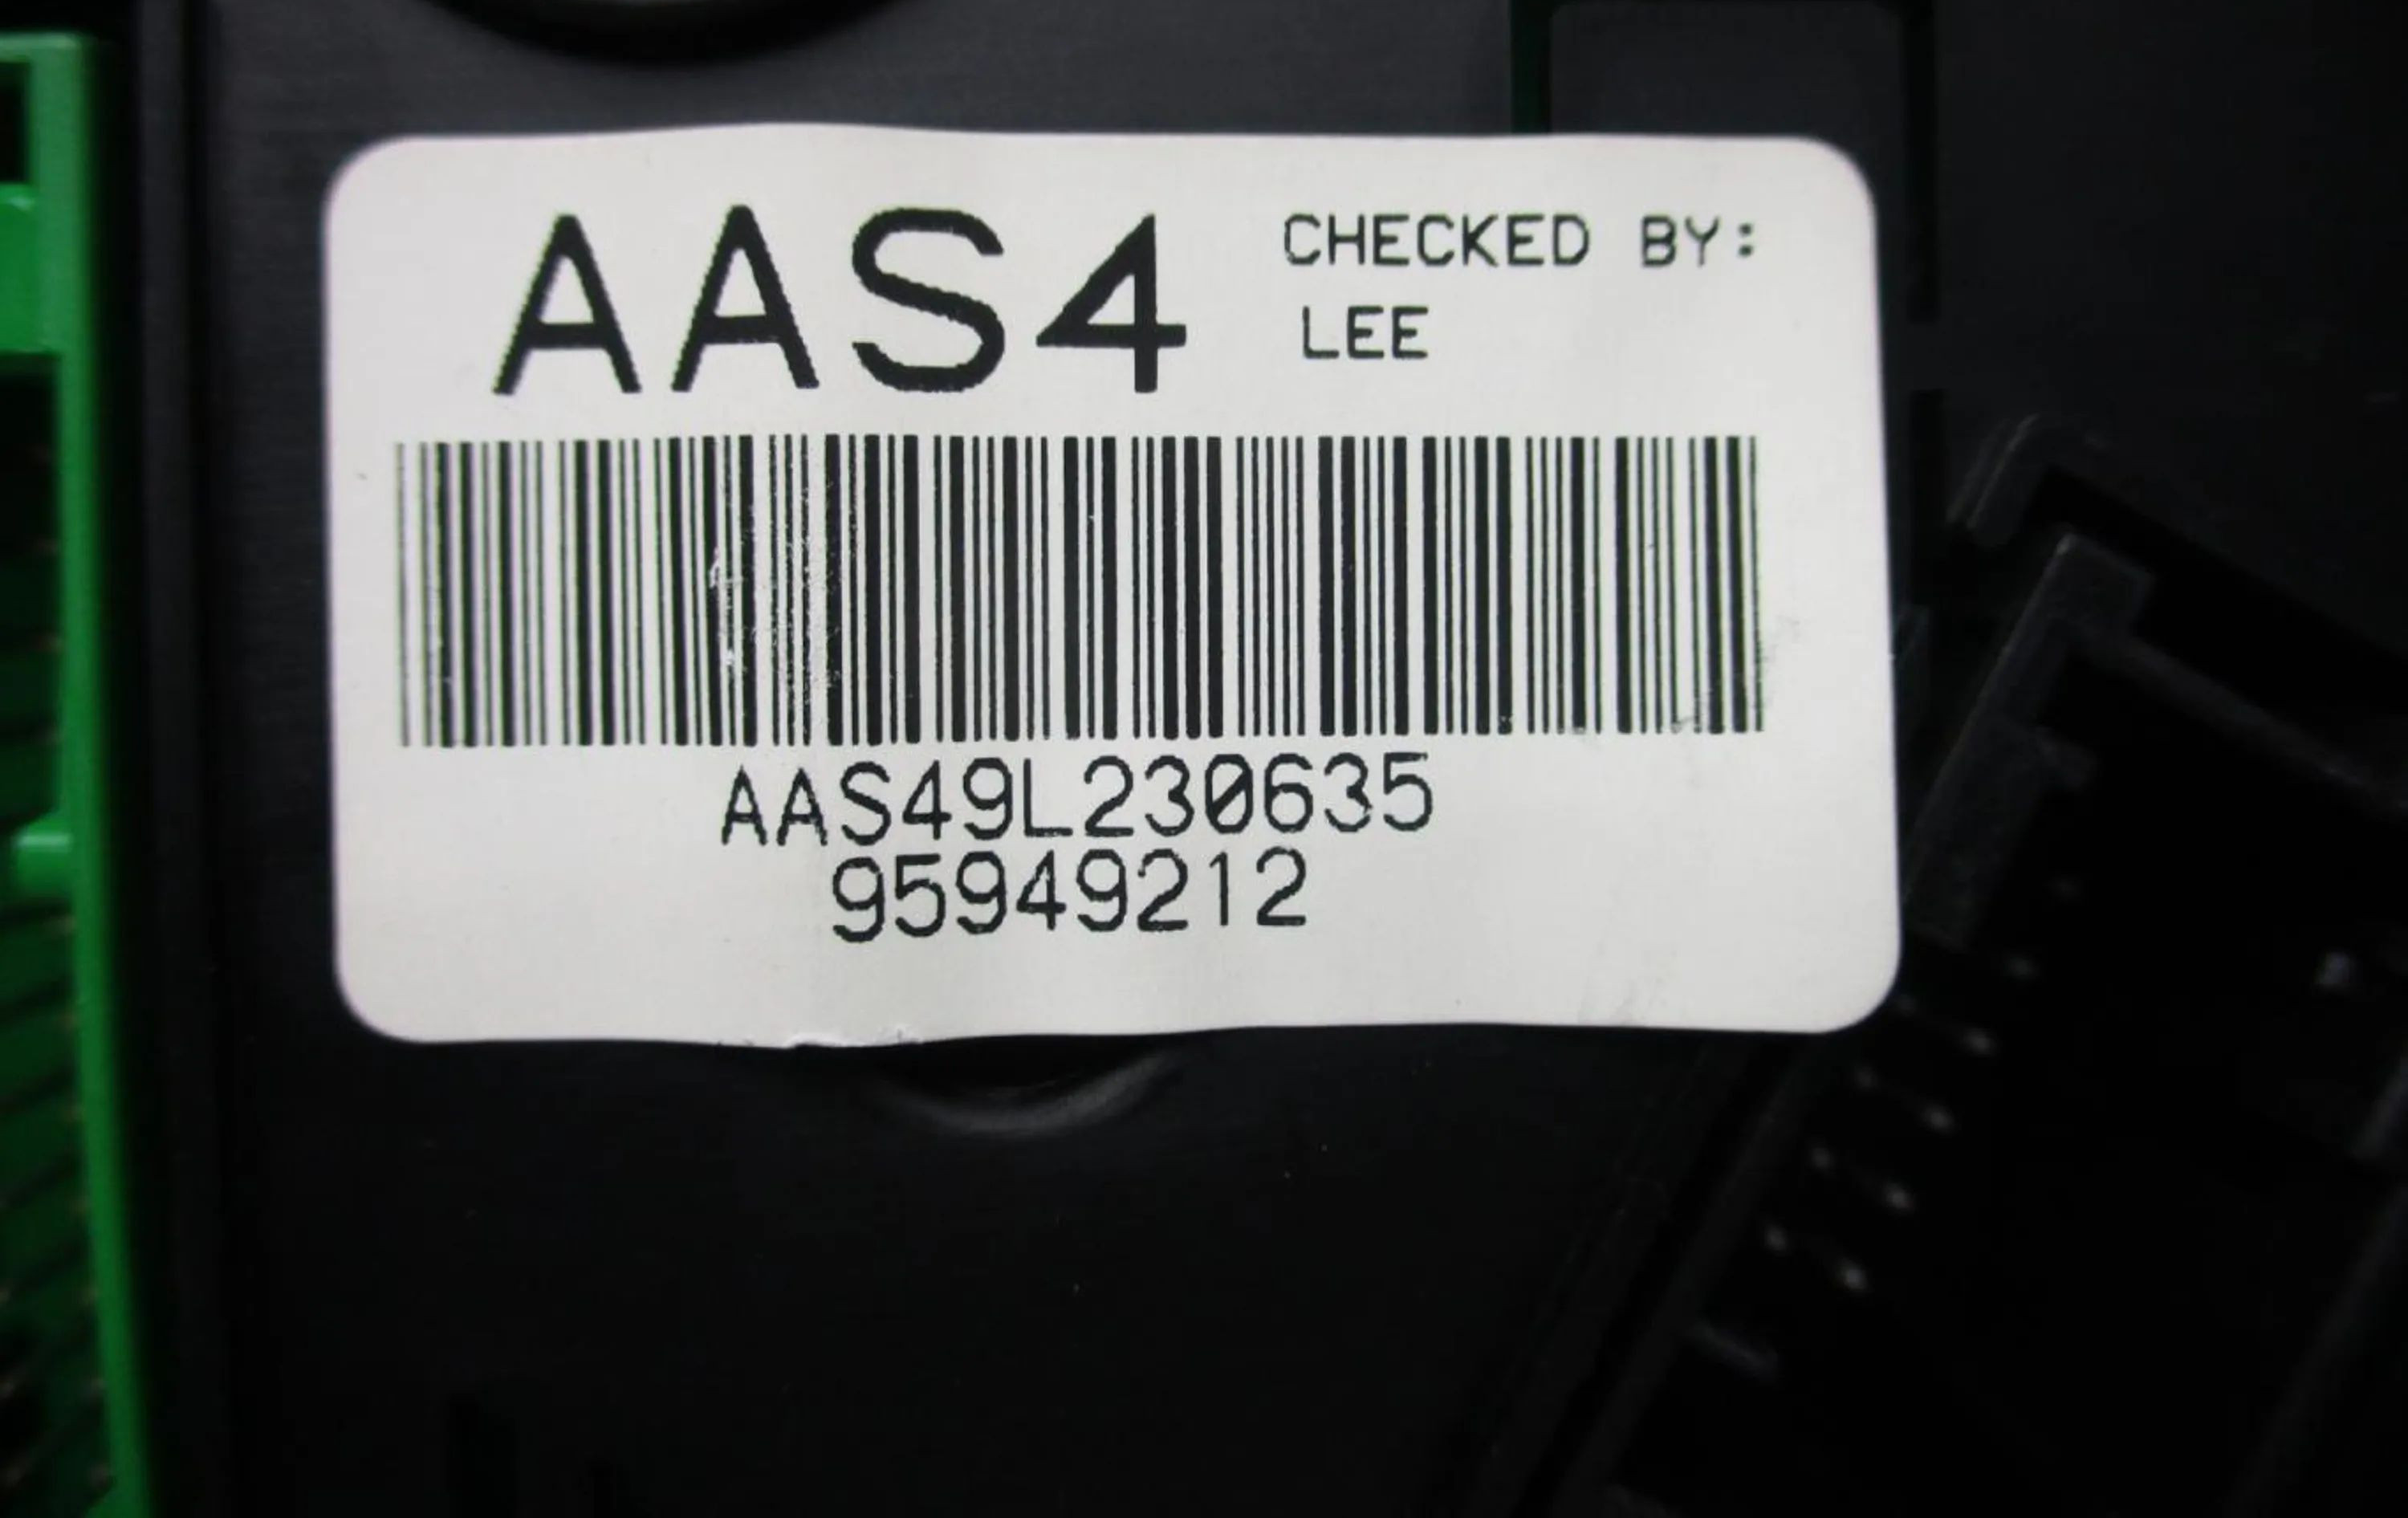 AAS4 CHECKED BY:
LEE
AAS49L230635
95949212